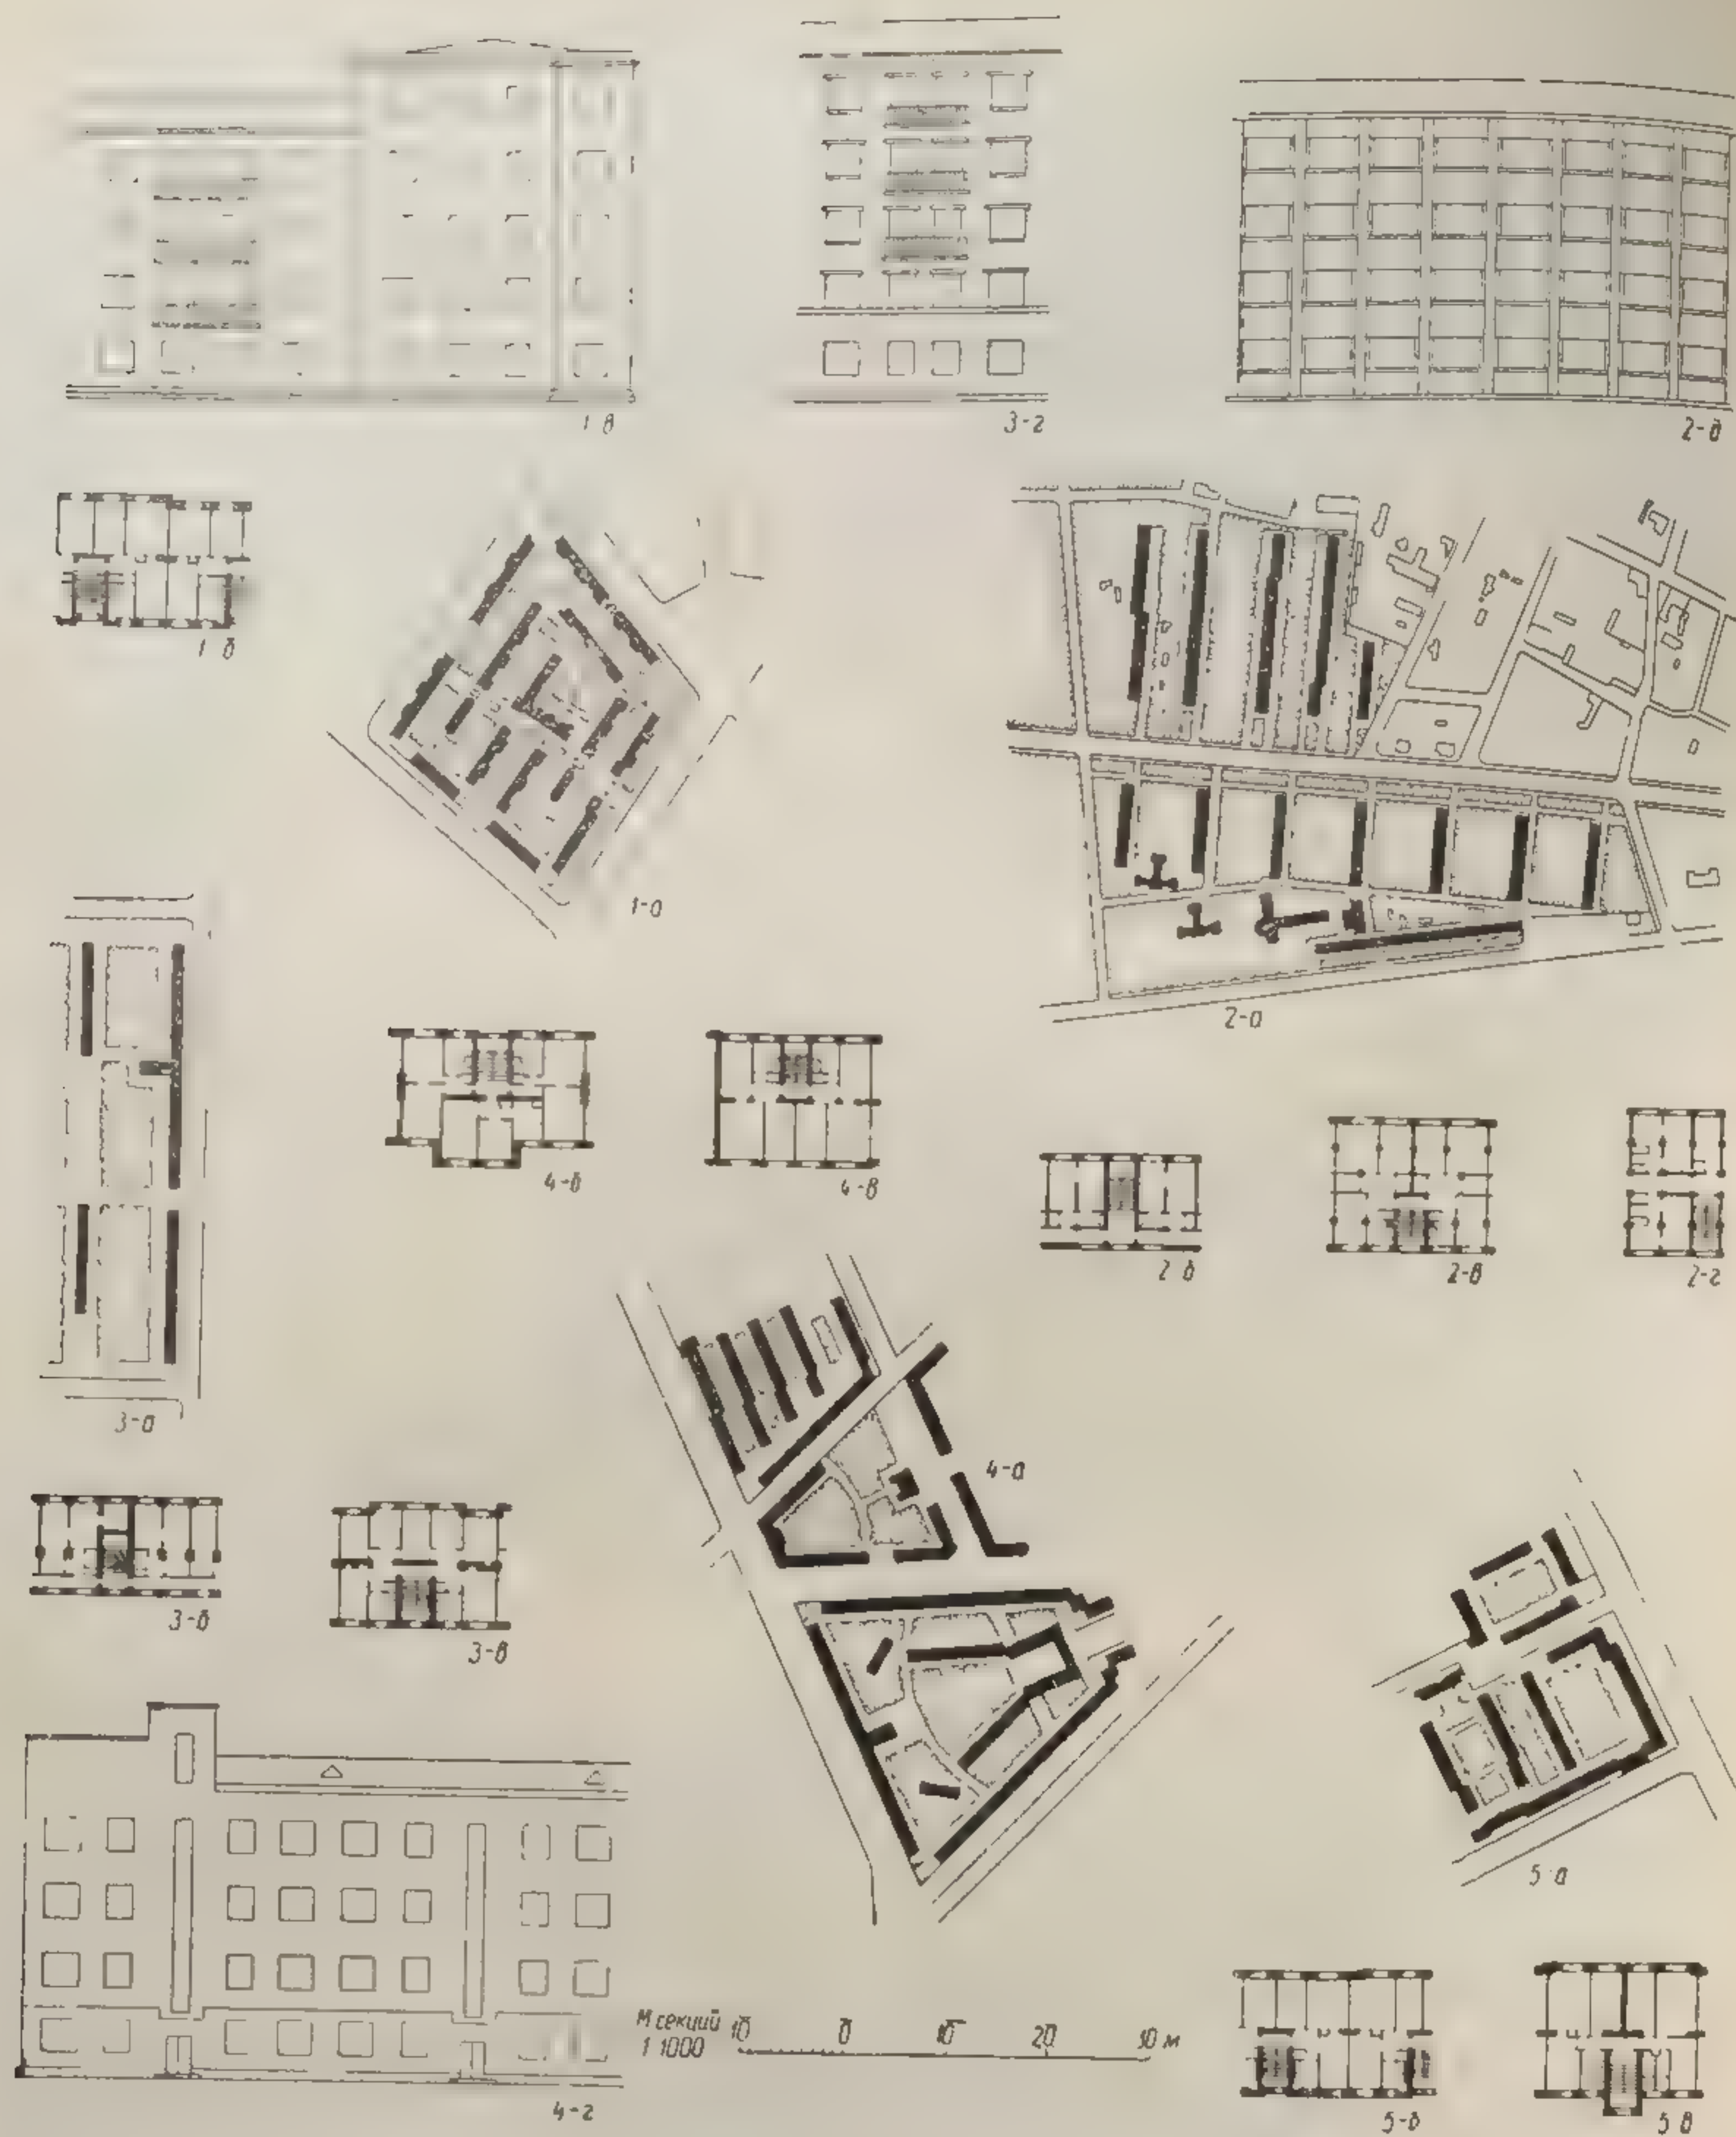 1-в
3-г
2-д
1-б
1-а
2-а
4-б
4-в
2-б
2-в
2-г
3-а
4-а
3-б
3-в
5-а
М секций
1:1000
10 0 10 20 30 м
4-г
5-б
5-в